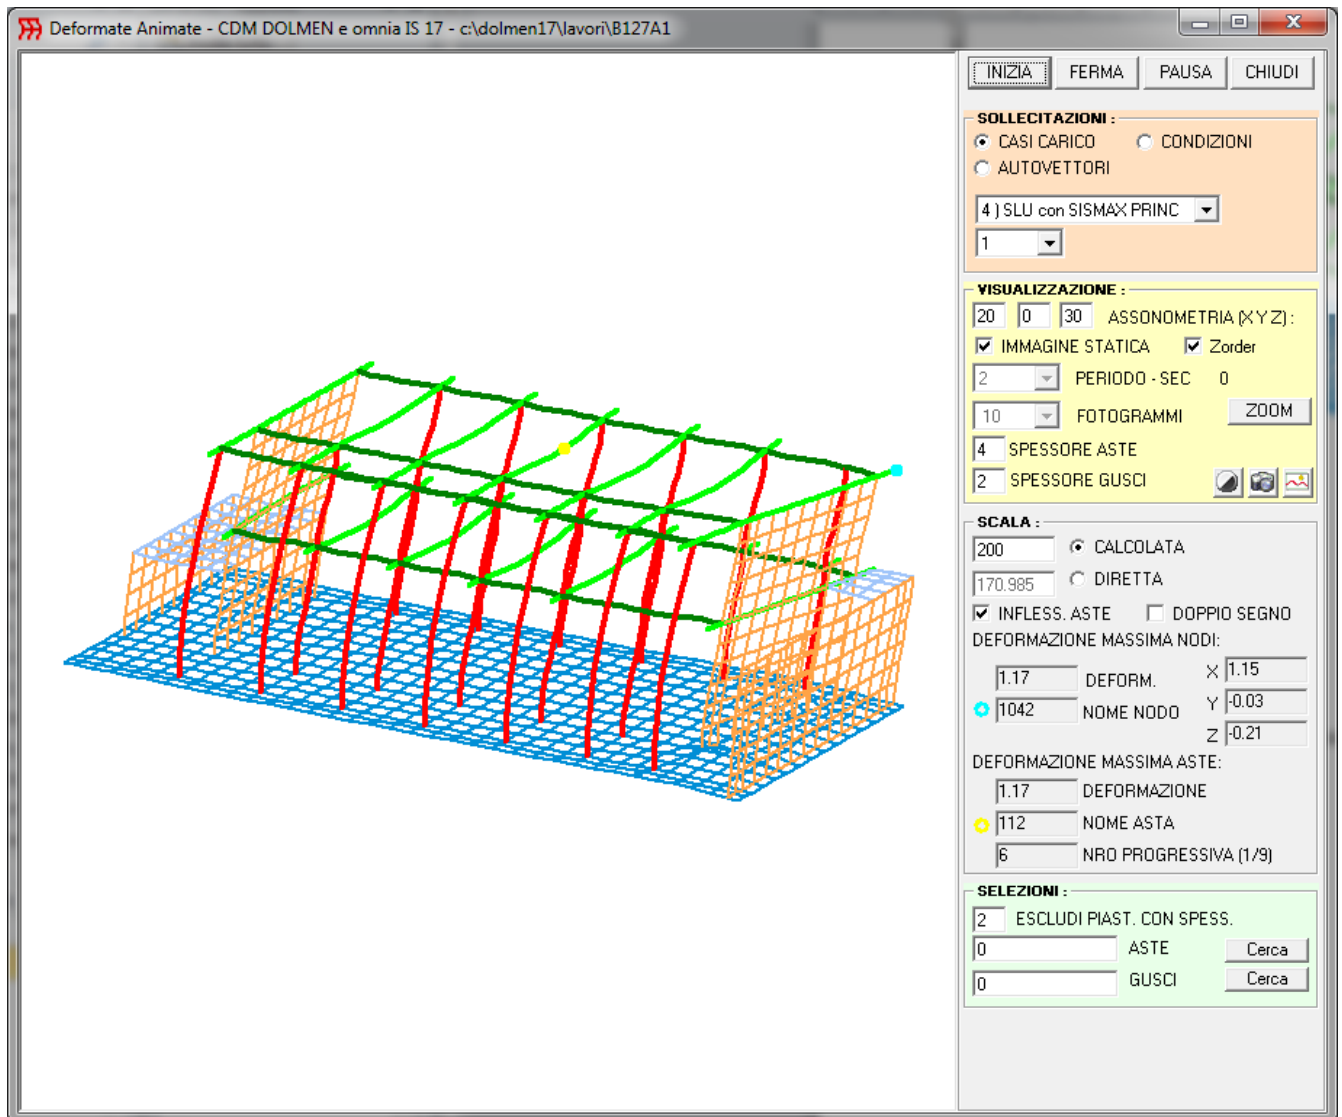 Deformate Animate - CDM DOLMEN e omnia IS 17 - c:\dolmen17\lavori\B127A1
INIZIA FERMA PAUSA CHIUDI
SOLLECITAZIONI :
CASI CARICO CONDIZIONI
AUTOVETTORI
4 ) SLU con SISMAX PRINC
1
VISUALIZZAZIONE :
20 0 30 ASSONOMETRIA (X Y Z) :
IMMAGINE STATICA Zorder
2 PERIODO - SEC 0
10 FOTOGRAMMI ZOOM
4 SPESSORE ASTE
2 SPESSORE GUSCI
SCALA :
200 CALCOLATA
170.985 DIRETTA
INFLESS. ASTE DOPPIO SEGNO
DEFORMAZIONE MASSIMA NODI:
1.17 DEFORM. X 1.15
1042 NOME NODO Y -0.03
Z -0.21
DEFORMAZIONE MASSIMA ASTE:
1.17 DEFORMAZIONE
112 NOME ASTA
6 NRO PROGRESSIVA (1/9)
SELEZIONI :
2 ESCLUDI PIAST. CON SPESS.
0 ASTE Cerca
0 GUSCI Cerca